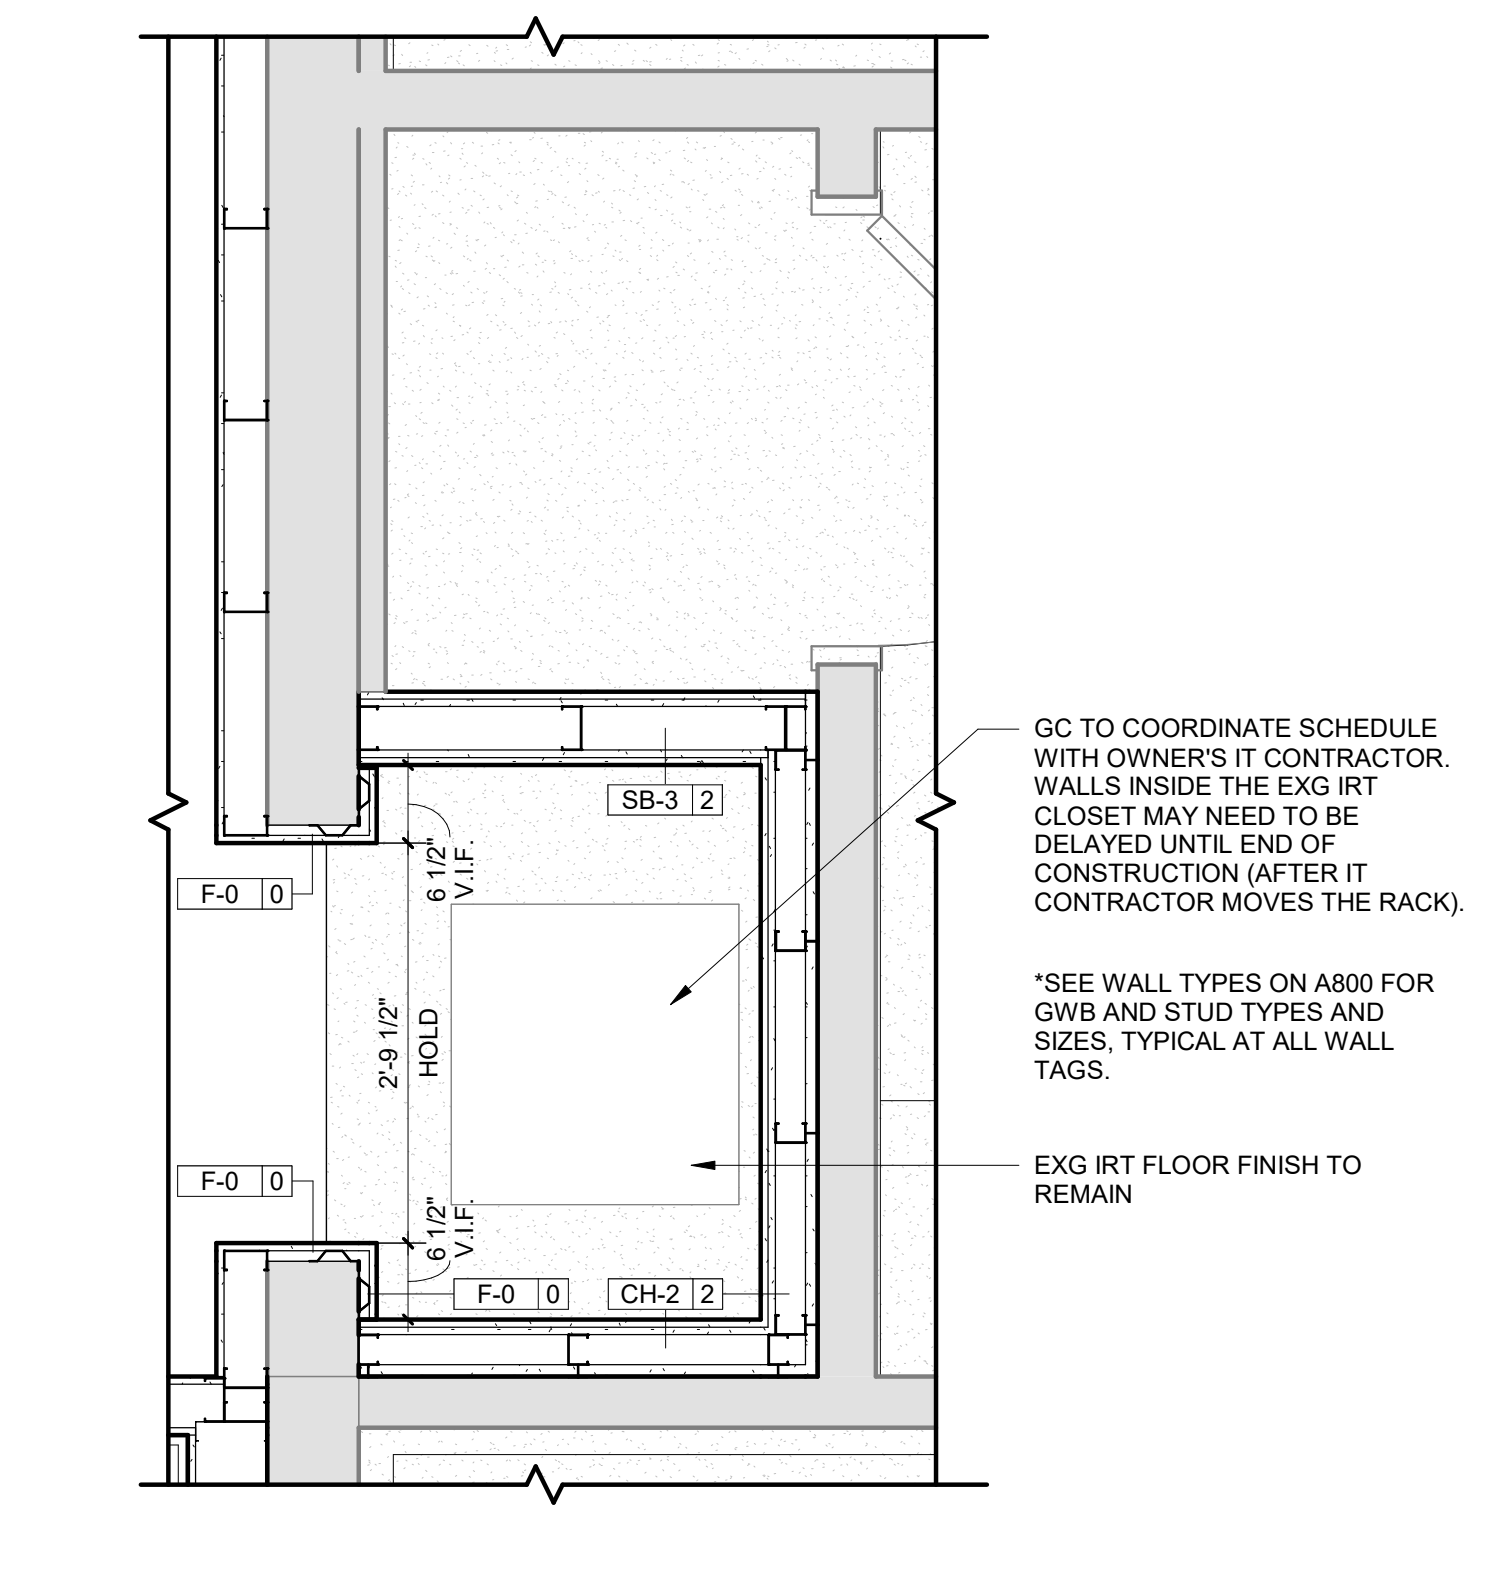 GC TO COORDINATE SCHEDULE
WITH OWNER'S IT CONTRACTOR.
WALLS INSIDE THE EXG IRT
CLOSET MAY NEED TO BE
DELAYED UNTIL END OF
CONSTRUCTION (AFTER IT
CONTRACTOR MOVES THE RACK).
SB-3 2
6 1/2"
V.I.F.
F-0 0
*SEE WALL TYPES ON A800 FOR
GWB AND STUD TYPES AND
SIZES, TYPICAL AT ALL WALL
TAGS.
2'-9 1/2"
HOLD
EXG IRT FLOOR FINISH TO
REMAIN
F-0 0
6 1/2"
V.I.F.
F-0 0
CH-2 2